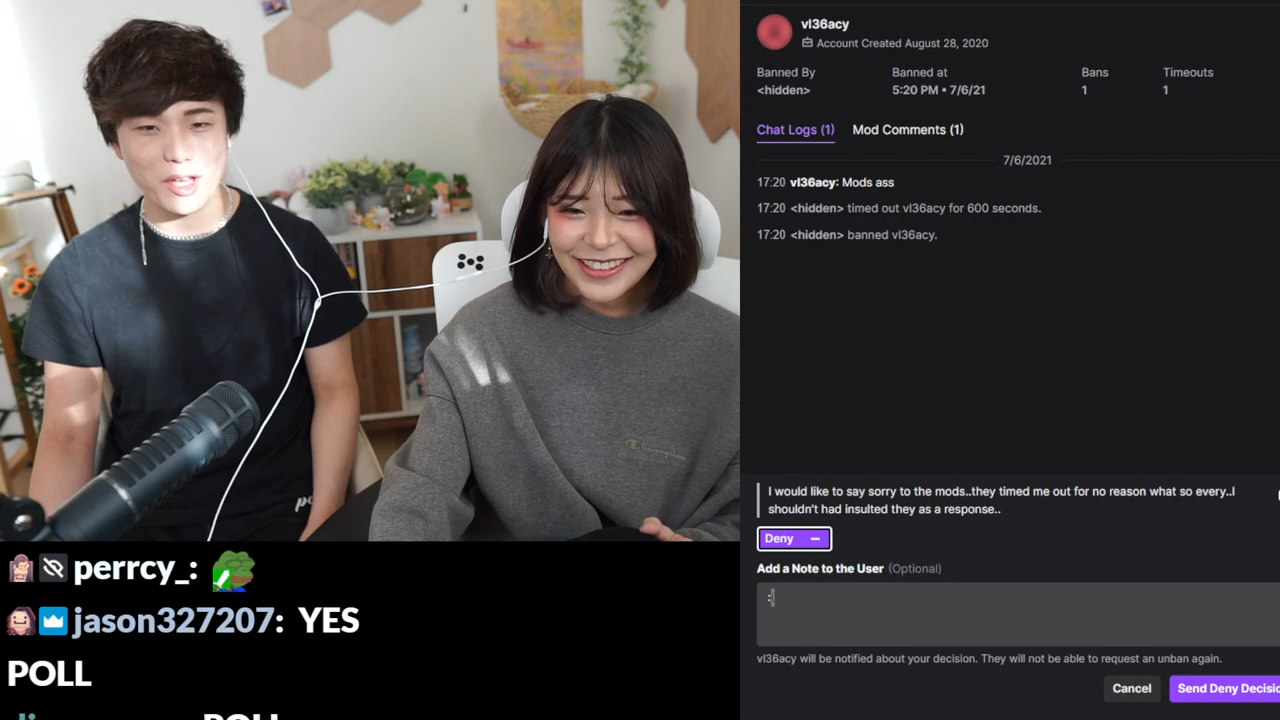 vl36acy
Account Created August 28, 2020
Banned By
Banned at
Bans
Timeouts
<hidden>
5:20 PM • 7/6/21
1
1
Chat Logs (1)
Mod Comments (1)
7/6/2021
17:20 vl36acy: Mods ass
17:20 <hidden> timed out vl36acy for 600 seconds.
17:20 <hidden> banned vl36acy.
I would like to say sorry to the mods..they timed me out for no reason what so every..I
shouldn't had insulted they as a response..
Deny
Add a Note to the User (Optional)
:
vl36acy will be notified about your decision. They will not be able to request an unban again.
Cancel
Send Deny
Champion
perrcy_:
jason327207: YES
POLL
POLL